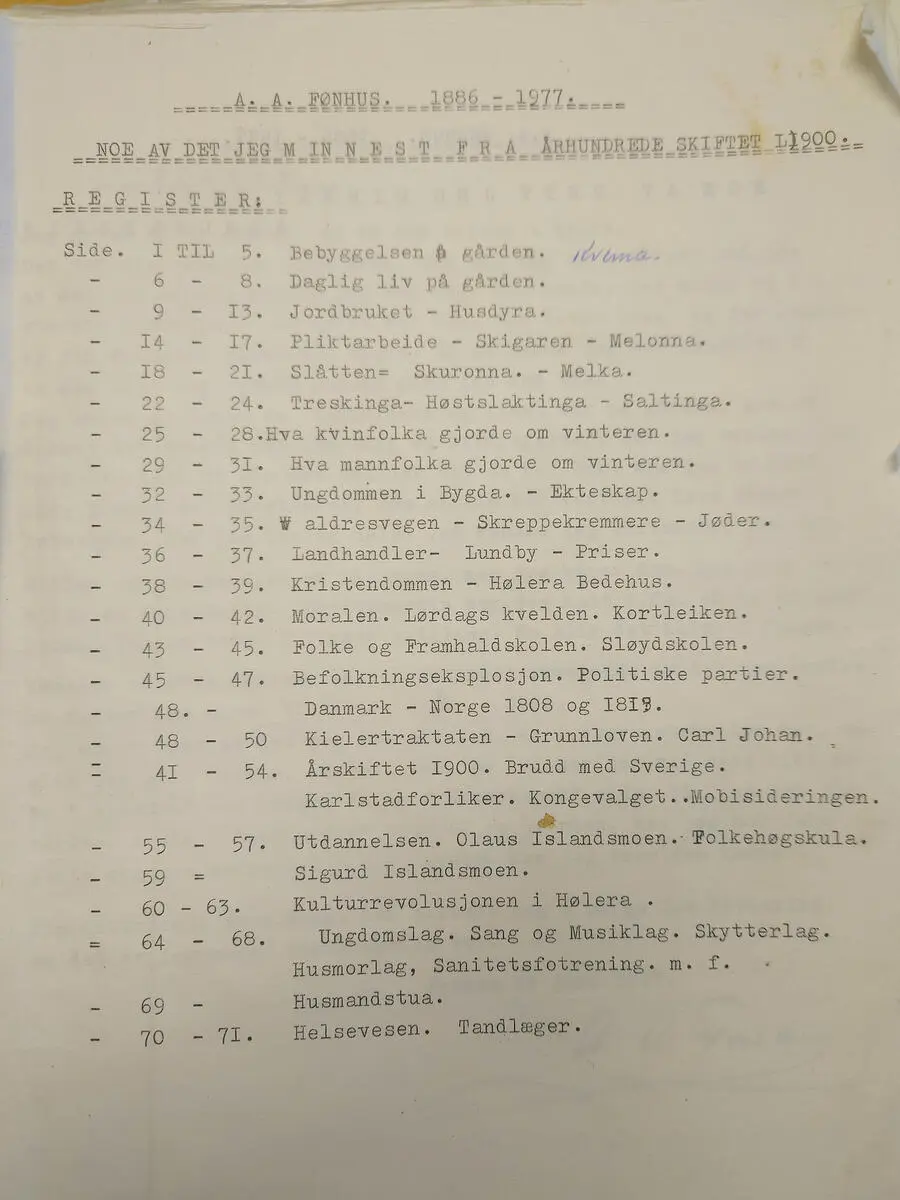 A. A. FØNHUS. 1886 - 1977.
NOE AV DET JEG M IN N E S T F R A ÅRHUNDREDE SKIFTET 1900.
R E G I S T E R:
Side. I TIL 5. Bebyggelsen på gården. Kvema.
- 6 - 8. Daglig liv på gården.
- 9 - I3. Jordbruket - Husdyra.
- I4 - I7. Pliktarbeide - Skigaren - Melonna.
- I8 - 2I. Slåtten= Skuronna. - Melka.
- 22 - 24. Treskinga- Høstslaktinga - Saltinga.
- 25 - 28.Hva kvinfolka gjorde om vinteren.
- 29 - 3I. Hva mannfolka gjorde om vinteren.
- 32 - 33. Ungdommen i Bygda. - Ekteskap.
- 34 - 35. V aldresvegen - Skreppekremmere - Jøder.
- 36 - 37. Landhandler- Lundby - Priser.
- 38 - 39. Kristendommen - Hølera Bedehus.
- 40 - 42. Moralen. Lørdags kvelden. Kortleiken.
- 43 - 45. Folke og Framhaldskolen. Sløydskolen.
- 45 - 47. Befolkningseksplosjon. Politiske partier.
- 48. - Danmark - Norge 1808 og I8I3.
- 48 - 50 Kielertraktaten - Grunnloven. Carl Johan.
= 4I - 54. Årskiftet I900. Brudd med Sverige.
Karlstadforliker. Kongevalget..Mobisideringen.
- 55 - 57. Utdannelsen. Olaus Islandsmoen. Folkehøgskula.
- 59 = Sigurd Islandsmoen.
- 60 - 63. Kulturrevolusjonen i Hølera .
= 64 - 68. Ungdomslag. Sang og Musiklag. Skytterlag.
Husmorlag, Sanitetsfotrening. m. f.
- 69 - Husmandstua.
- 70 - 7I. Helsevesen. Tandlæger.